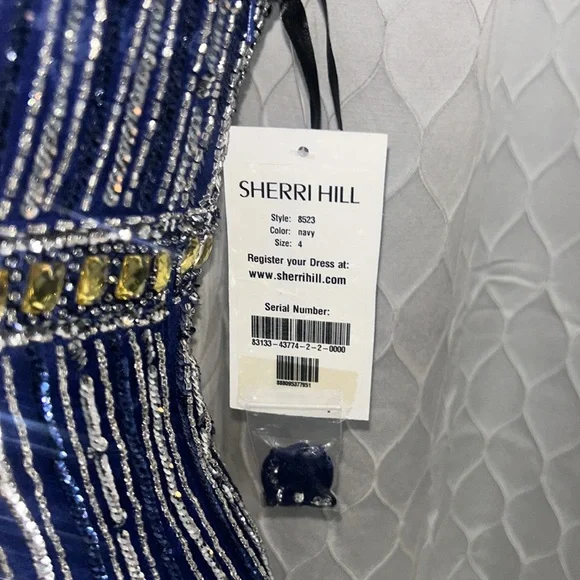 SHERRI HILL
Style: 8523
Color: navy
Size: 4
Register your Dress at:
www.sherrihill.com
Serial Number:
83133-43774-2-2-0000